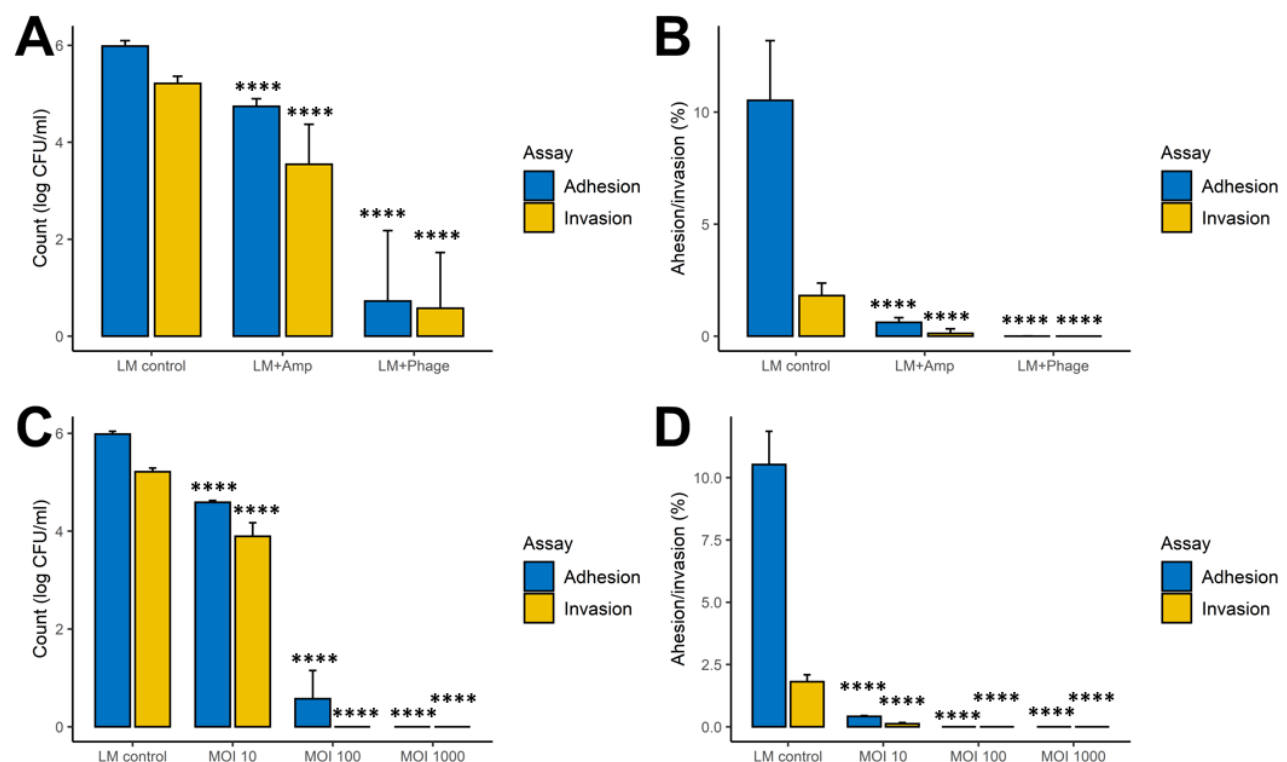 A
Count (log CFU/ml)
6
4
2
0
****
****
****
****
LM control
LM+Amp
LM+Phage
Assay
Adhesion
Invasion
B
Ahesion/invasion (%)
10
5
0
****
****
****
****
LM control
LM+Amp
LM+Phage
Assay
Adhesion
Invasion
C
Count (log CFU/ml)
6
4
2
0
****
****
****
****
****
****
LM control
MOI 10
MOI 100
MOI 1000
Assay
Adhesion
Invasion
D
Ahesion/invasion (%)
10.0
7.5
5.0
2.5
0.0
****
****
****
****
****
****
LM control
MOI 10
MOI 100
MOI 1000
Assay
Adhesion
Invasion